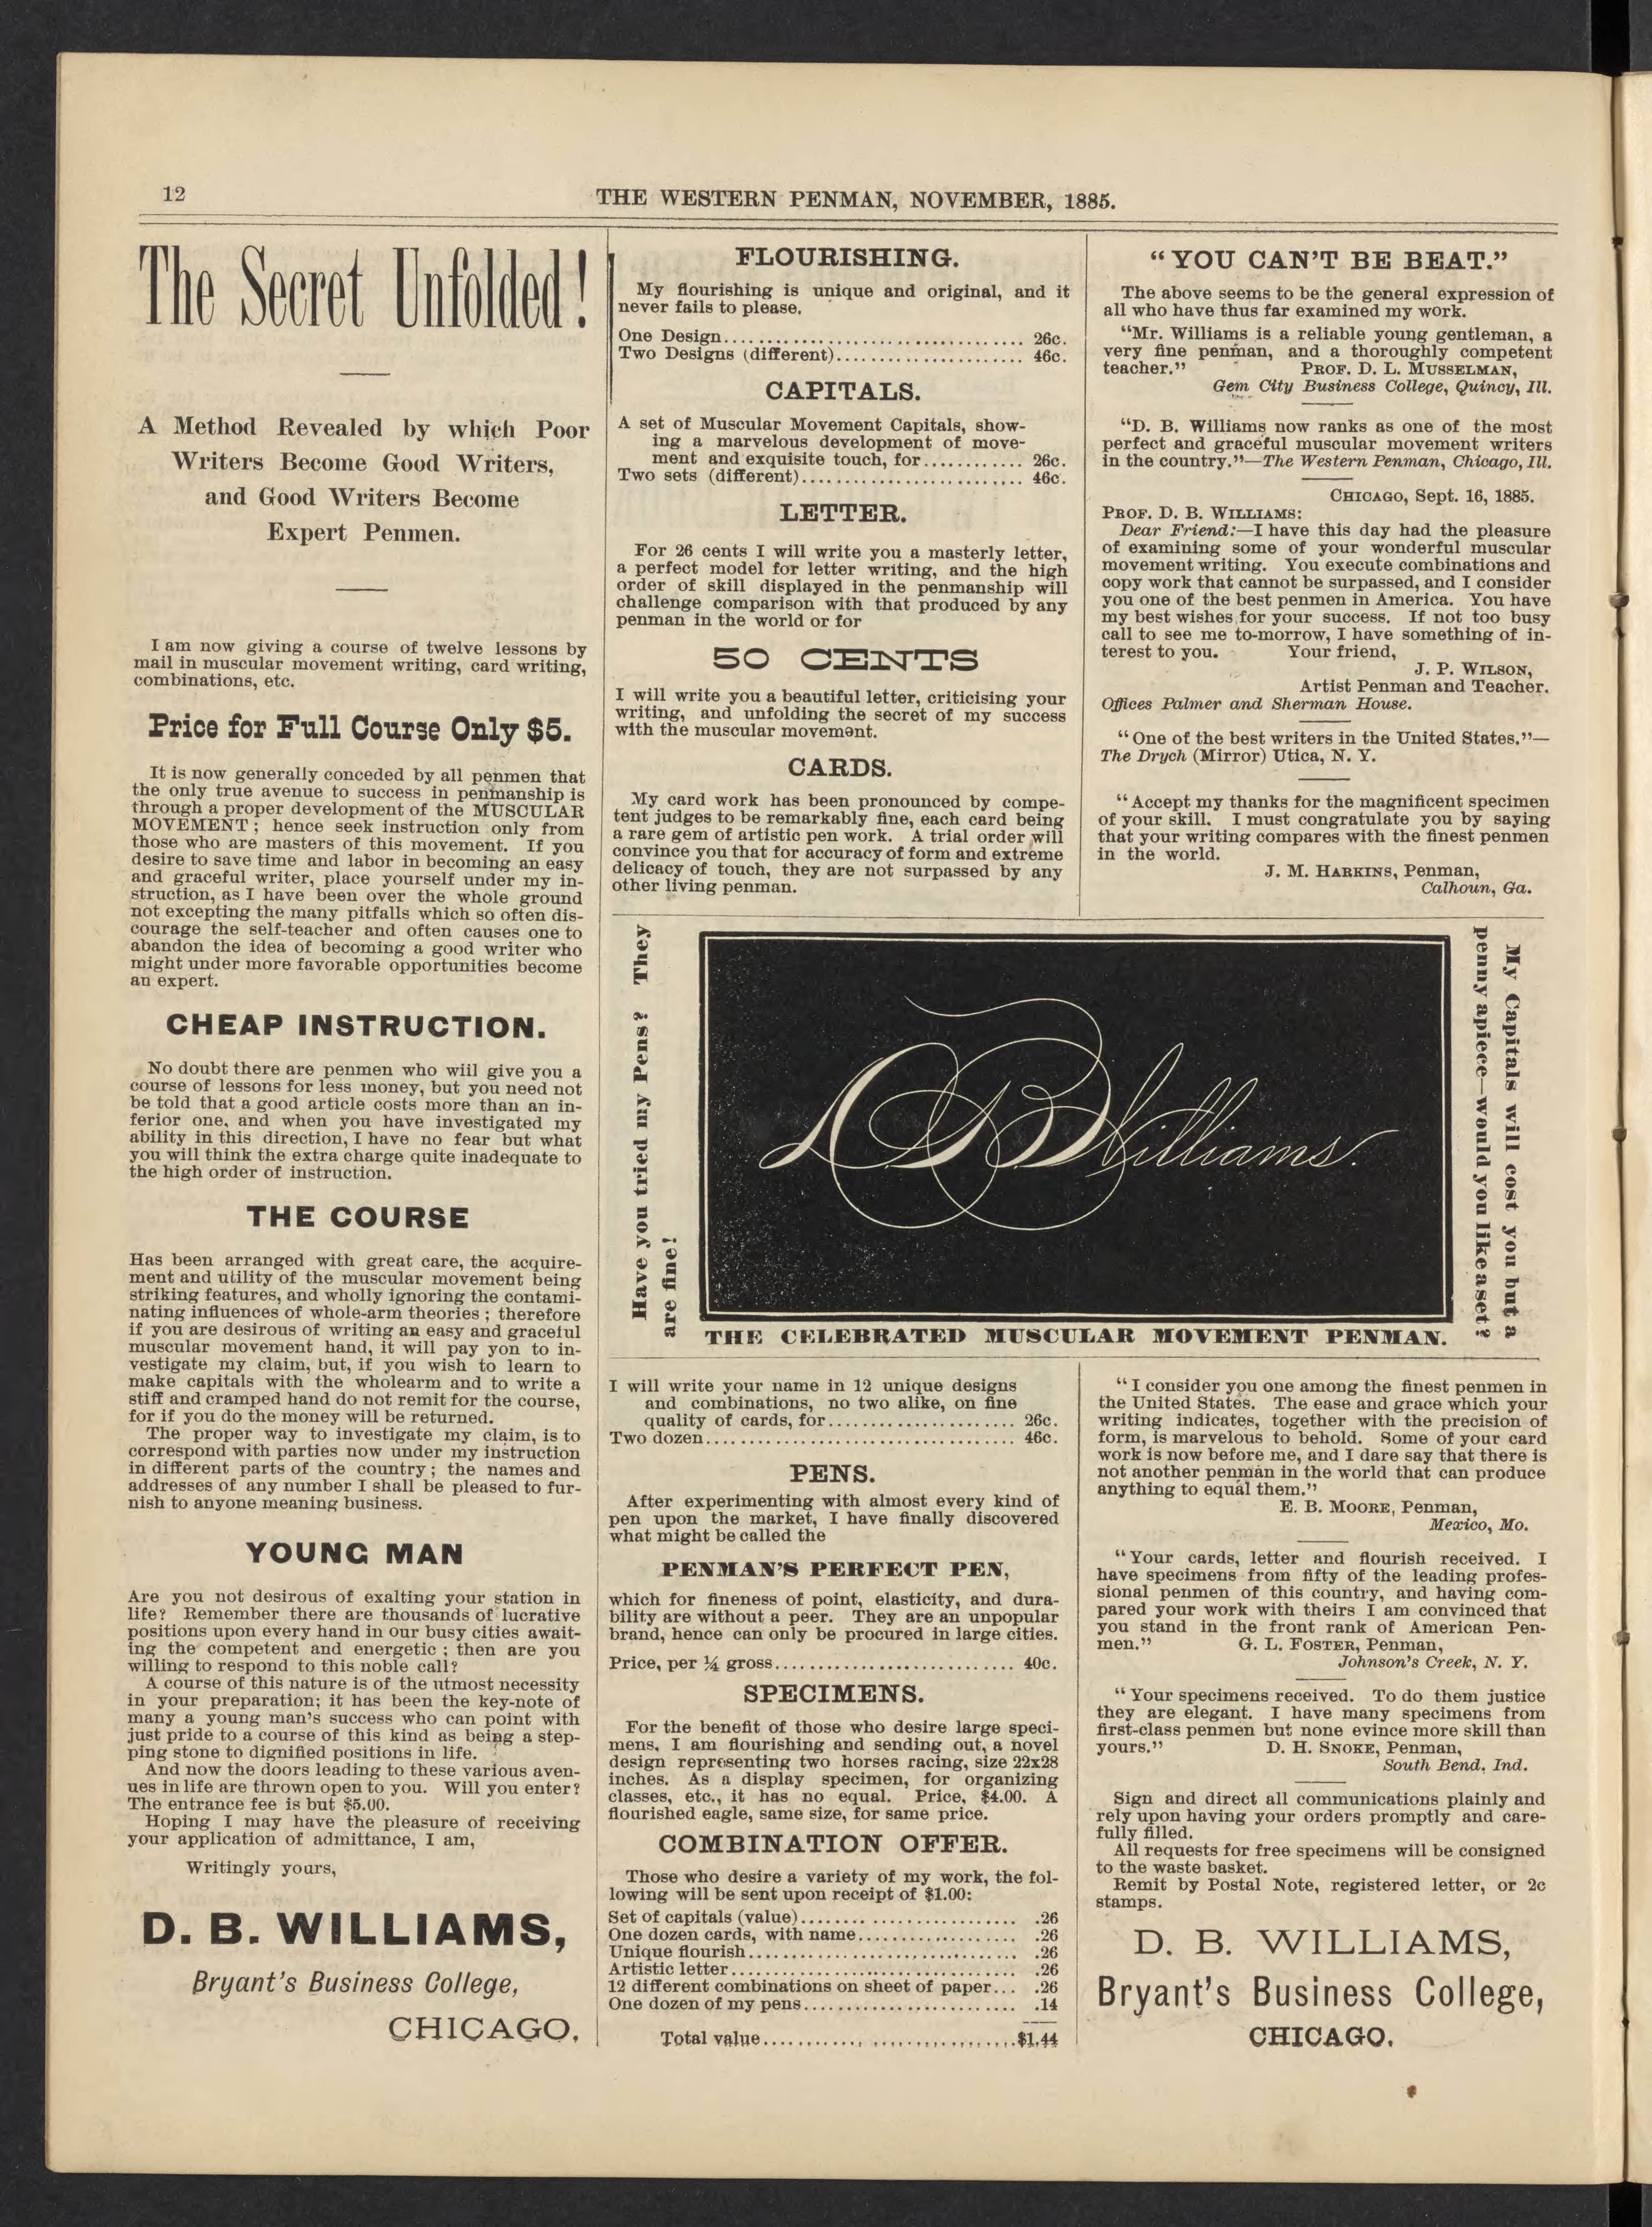 12
THE WESTERN PENMAN, NOVEMBER, 1885.
The Secret Unfolded!
A Method Revealed by which Poor
Writers Become Good Writers,
and Good Writers Become
Expert Penmen.
I am now giving a course of twelve lessons by
mail in muscular movement writing, card writing,
combinations, etc.
Price for Full Course Only $5.
It is now generally conceded by all penmen that
the only true avenue to success in penmanship is
through a proper development of the MUSCULAR
MOVEMENT; hence seek instruction only from
those who are masters of this movement. If you
desire to save time and labor in becoming an easy
and graceful writer, place yourself under my in-
struction, as I have been over the whole ground
not excepting the many pitfalls which so often dis-
courage the self-teacher and often causes one to
abandon the idea of becoming a good writer who
might under more favorable opportunities become
an expert.
CHEAP INSTRUCTION.
No doubt there are penmen who wiil give you a
course of lessons for less money, but you need not
be told that a good article costs more than an in-
ferior one, and when you have investigated my
ability in this direction, I have no fear but what
you will think the extra charge quite inadequate to
the high order of instruction.
THE COURSE
Has been arranged with great care, the acquire-
ment and utility of the muscular movement being
striking features, and wholly ignoring the contami-
nating influences of whole-arm theories; therefore
if you are desirous of writing an easy and graceful
muscular movement hand, it will pay yon to in-
vestigate my claim, but, if you wish to learn to
make capitals with the wholearm and to write a
stiff and cramped hand do not remit for the course,
for if you do the money will be returned.
The proper way to investigate my claim, is to
correspond with parties now under my instruction
in different parts of the country; the names and
addresses of any number I shall be pleased to fur-
nish to anyone meaning business.
YOUNG MAN
Are you not desirous of exalting your station in
life? Remember there are thousands of lucrative
positions upon every hand in our busy cities await-
ing the competent and energetic; then are you
willing to respond to this noble call?
A course of this nature is of the utmost necessity
in your preparation; it has been the key-note of
many a young man's success who can point with
just pride to a course of this kind as being a step-
ping stone to dignified positions in life.
And now the doors leading to these various aven-
ues in life are thrown open to you. Will you enter?
The entrance fee is but $5.00.
Hoping I may have the pleasure of receiving
your application of admittance, I am,
Writingly yours,
D. B. WILLIAMS,
Bryant's Business College,
CHICAGO,
FLOURISHING.
My flourishing is unique and original, and it
never fails to please.
One Design.................................... 26c.
Two Designs (different)...................... 46c.
CAPITALS.
A set of Muscular Movement Capitals, show-
ing a marvelous development of move-
ment and exquisite touch, for............ 26c.
Two sets (different).......................... 46c.
LETTER.
For 26 cents I will write you a masterly letter,
a perfect model for letter writing, and the high
order of skill displayed in the penmanship will
challenge comparison with that produced by any
penman in the world or for
50 CENTS
I will write you a beautiful letter, criticising your
writing, and unfolding the secret of my success
with the muscular movement.
CARDS.
My card work has been pronounced by compe-
tent judges to be remarkably fine, each card being
a rare gem of artistic pen work. A trial order will
convince you that for accuracy of form and extreme
delicacy of touch, they are not surpassed by any
other living penman.
"YOU CAN'T BE BEAT."
The above seems to be the general expression of
all who have thus far examined my work.
"Mr. Williams is a reliable young gentleman, a
very fine penman, and a thoroughly competent
teacher." PROF. D. L. MUSSELMAN,
Gem City Business College, Quincy, Ill.
"D. B. Williams now ranks as one of the most
perfect and graceful muscular movement writers
in the country."—The Western Penman, Chicago, Ill.
CHICAGO, Sept. 16, 1885.
PROF. D. B. WILLIAMS:
Dear Friend:—I have this day had the pleasure
of examining some of your wonderful muscular
movement writing. You execute combinations and
copy work that cannot be surpassed, and I consider
you one of the best penmen in America. You have
my best wishes for your success. If not too busy
call to see me to-morrow, I have something of in-
terest to you. Your friend,
J. P. WILSON,
Artist Penman and Teacher.
Offices Palmer and Sherman House.
"One of the best writers in the United States."—
The Drych (Mirror) Utica, N. Y.
"Accept my thanks for the magnificent specimen
of your skill. I must congratulate you by saying
that your writing compares with the finest penmen
in the world.
J. M. HARKINS, Penman,
Calhoun, Ga.
Have you tried my Pens? They
are fine!
D B Williams.
My Capitals will cost you but a
penny apiece—would you like a set?
THE CELEBRATED MUSCULAR MOVEMENT PENMAN.
I will write your name in 12 unique designs
and combinations, no two alike, on fine
quality of cards, for...................... 26c.
Two dozen.................................... 46c.
PENS.
After experimenting with almost every kind of
pen upon the market, I have finally discovered
what might be called the
PENMAN'S PERFECT PEN,
which for fineness of point, elasticity, and dura-
bility are without a peer. They are an unpopular
brand, hence can only be procured in large cities.
Price, per ¼ gross............................ 40c.
SPECIMENS.
For the benefit of those who desire large speci-
mens, I am flourishing and sending out, a novel
design representing two horses racing, size 22x28
inches. As a display specimen, for organizing
classes, etc., it has no equal. Price, $4.00. A
flourished eagle, same size, for same price.
COMBINATION OFFER.
Those who desire a variety of my work, the fol-
lowing will be sent upon receipt of $1.00:
Set of capitals (value)........................... .26
One dozen cards, with name................... .26
Unique flourish................................ .26
Artistic letter.................................. .26
12 different combinations on sheet of paper... .26
One dozen of my pens......................... .14
Total value..............................$1.44
"I consider you one among the finest penmen in
the United States. The ease and grace which your
writing indicates, together with the precision of
form, is marvelous to behold. Some of your card
work is now before me, and I dare say that there is
not another penman in the world that can produce
anything to equal them."
E. B. MOORE, Penman,
Mexico, Mo.
"Your cards, letter and flourish received. I
have specimens from fifty of the leading profes-
sional penmen of this country, and having com-
pared your work with theirs I am convinced that
you stand in the front rank of American Pen-
men." G. L. FOSTER, Penman,
Johnson's Creek, N. Y.
"Your specimens received. To do them justice
they are elegant. I have many specimens from
first-class penmen but none evince more skill than
yours." D. H. SNOKE, Penman,
South Bend, Ind.
Sign and direct all communications plainly and
rely upon having your orders promptly and care-
fully filled.
All requests for free specimens will be consigned
to the waste basket.
Remit by Postal Note, registered letter, or 2c
stamps.
D. B. WILLIAMS,
Bryant's Business College,
CHICAGO.